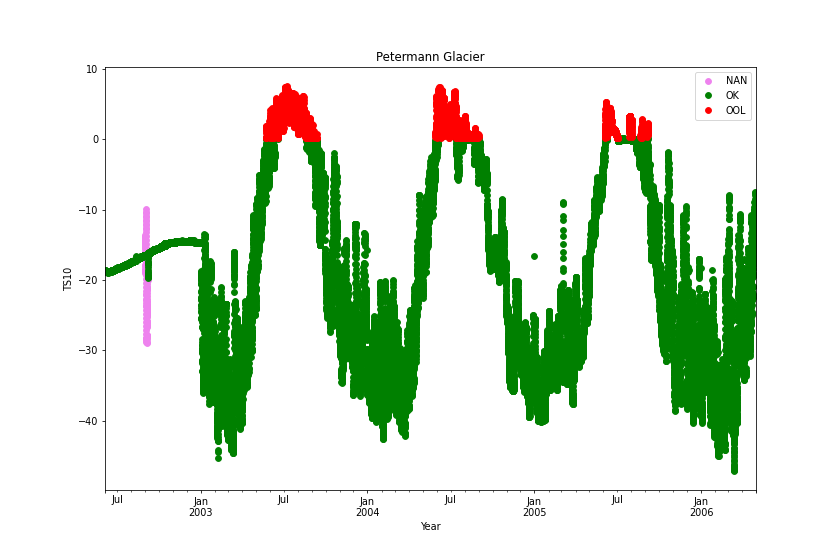 Petermann Glacier
NAN
OK
OOL
10
0
−10
−20
−30
−40
TS10
Jul
Jan
2003
Jul
Jan
2004
Jul
Jan
2005
Jul
Jan
2006
Year